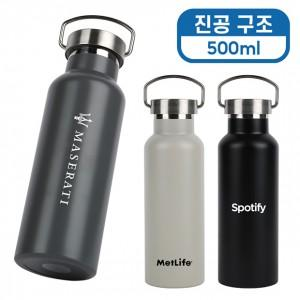 진공 구조
500ml
MASERATI
MetLife
Spotify